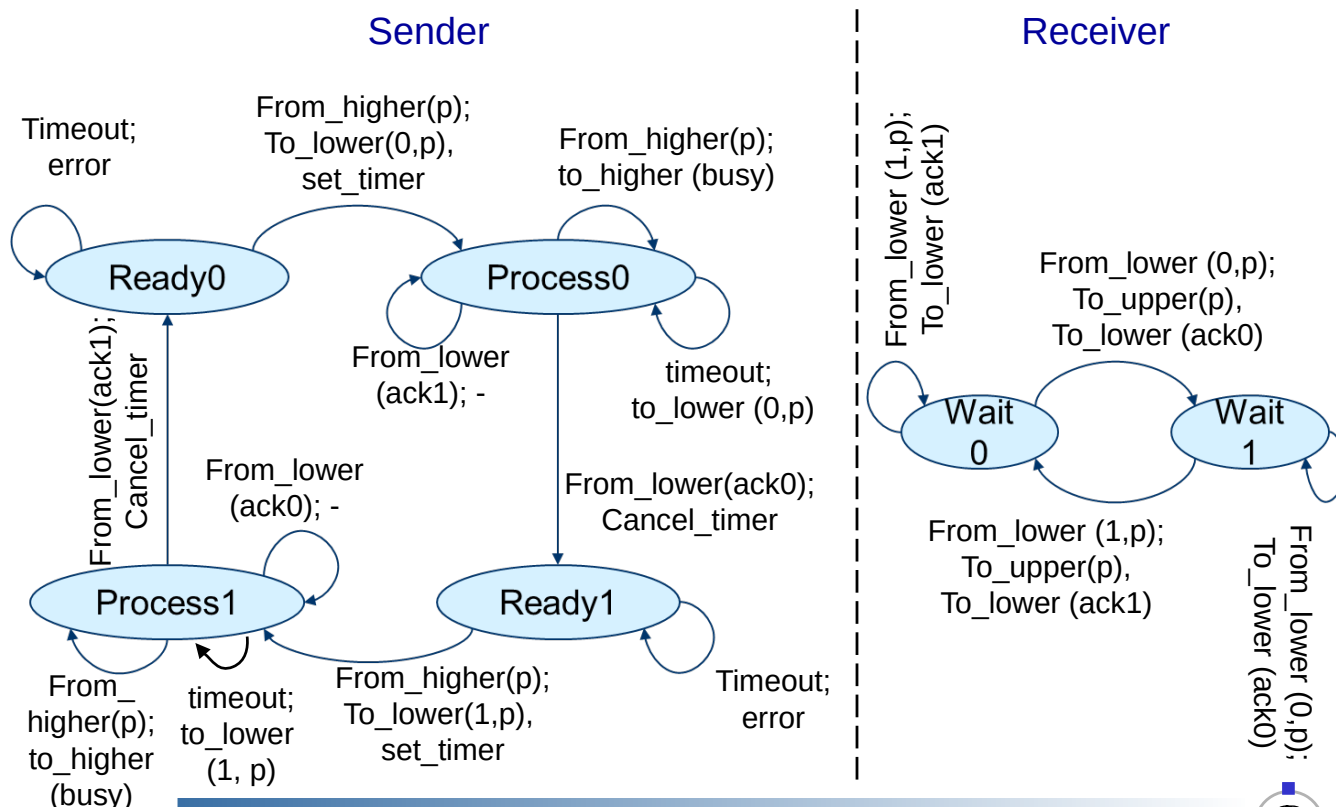 Sender
Receiver
Timeout;
error
From_higher(p);
To_lower(0,p),
set_timer
From_higher(p);
to_higher (busy)
Ready0
Process0
From_lower
(ack1); -
timeout;
to_lower (0,p)
From_lower(ack1);
Cancel_timer
From_lower
(ack0); -
From_lower(ack0);
Cancel_timer
Process1
Ready1
From_
higher(p);
to_higher
(busy)
timeout;
to_lower
(1, p)
From_higher(p);
To_lower(1,p),
set_timer
Timeout;
error
From_lower (1,p);
To_lower (ack1)
From_lower (0,p);
To_upper(p),
To_lower (ack0)
Wait
0
Wait
1
From_lower (1,p);
To_upper(p),
To_lower (ack1)
From_lower (0,p);
To_lower (ack0)